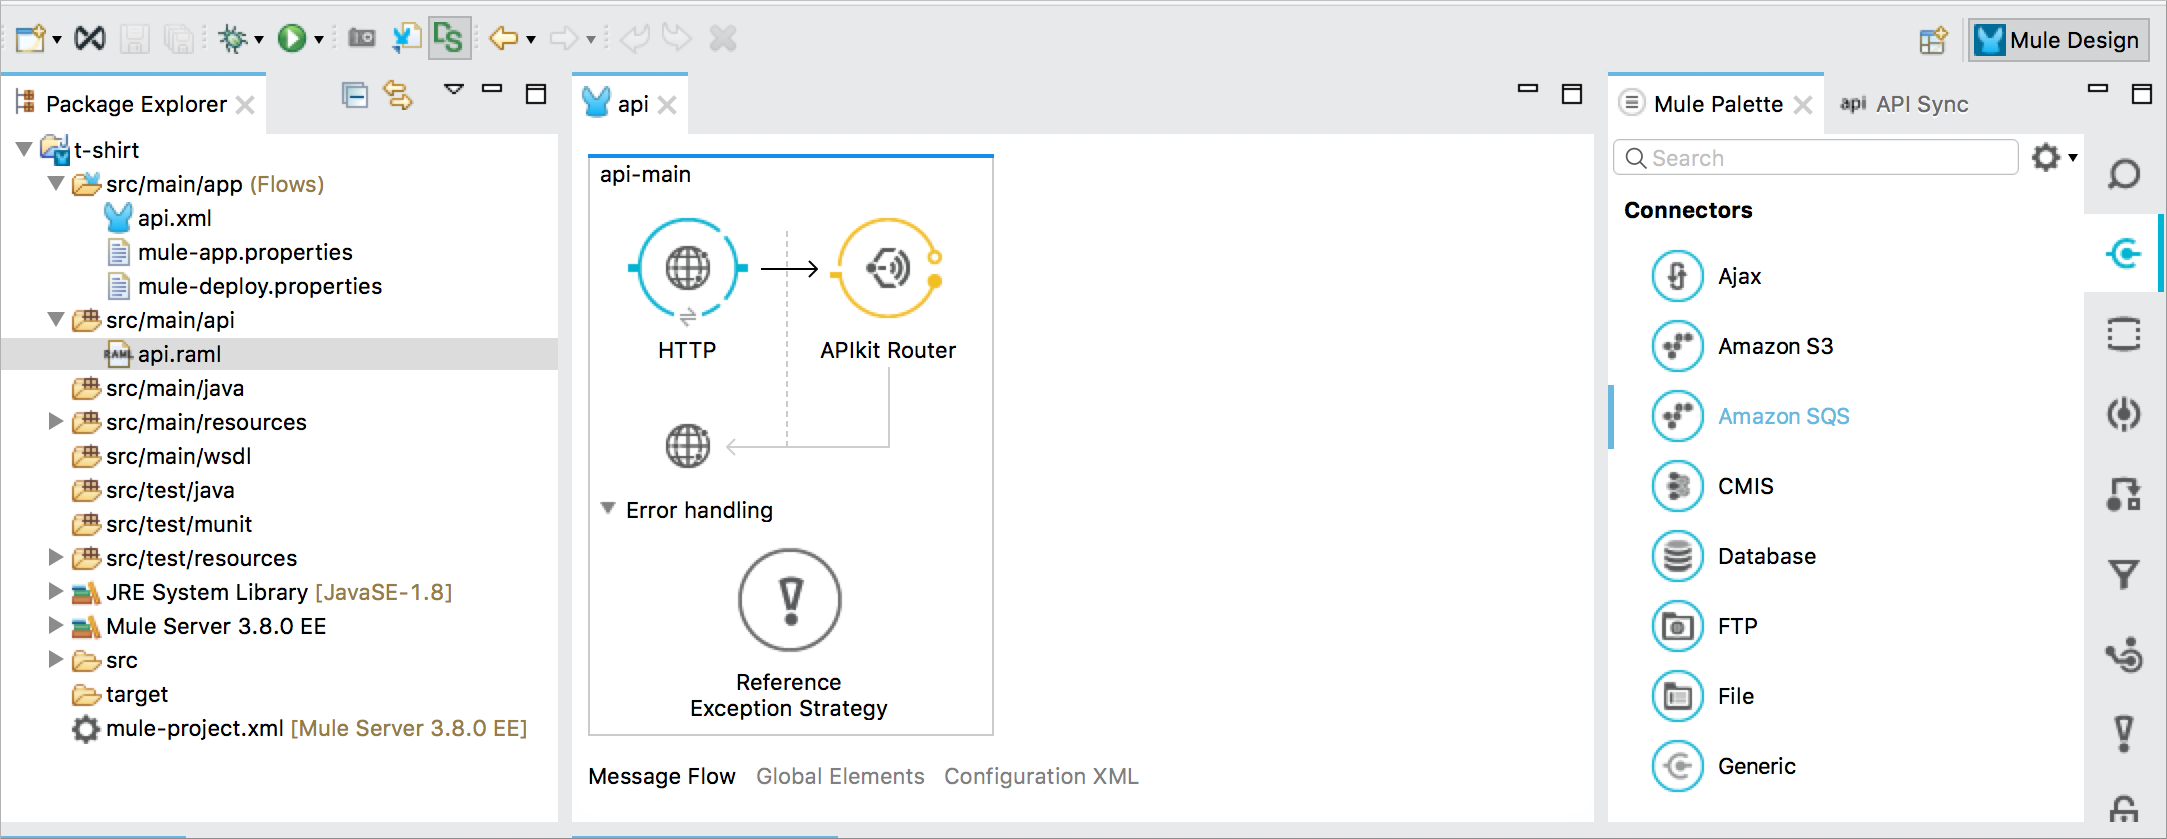 Mule Design
Package Explorer
t-shirt
src/main/app (Flows)
api.xml
mule-app.properties
mule-deploy.properties
src/main/api
RAML api.raml
src/main/java
src/main/resources
src/main/wsdl
src/test/java
src/test/munit
src/test/resources
JRE System Library [JavaSE-1.8]
Mule Server 3.8.0 EE
src
target
mule-project.xml [Mule Server 3.8.0 EE]
api
api-main
HTTP
APIkit Router
Error handling
Reference
Exception Strategy
Message Flow Global Elements Configuration XML
Mule Palette api API Sync
Search
Connectors
Ajax
Amazon S3
Amazon SQS
CMIS
Database
FTP
File
Generic
DS